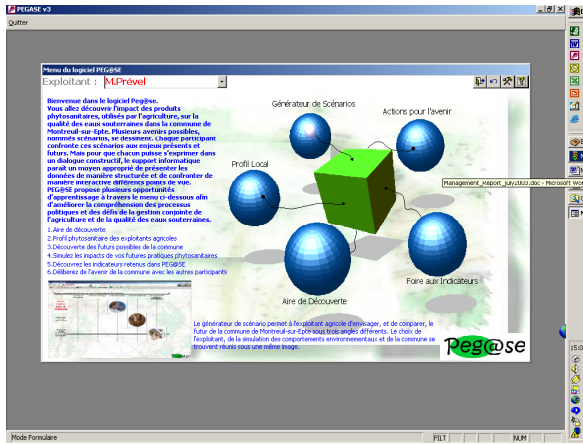 PEGASE v3
Quitter
Menu du logiciel PEG@SE
Exploitant : M.Prével
Bienvenue dans le logiciel Peg@se.
Vous allez découvrir l'impact des produits
phytosanitaires, utilisés par l'agriculture, sur la
qualité des eaux souterraines dans la commune de
Montreuil-sur-Epte. Plusieurs avenirs possibles,
nommés scénarios, se dessinent. Chaque participant
confronte ces scénarios aux enjeux présents et
futurs. Mais pour que chacun puisse s'exprimer dans
un dialogue constructif, le support informatique
parait un moyen approprié de présenter les
données de manière structurée et de confronter de
manière interactive différents points de vue.
PEG@SE propose plusieurs opportunités
d'apprentissage à travers le menu ci-dessous afin
d'améliorer la compréhension des processus
politiques et des défis de la gestion conjointe de
l'agriculture et de la qualité des eaux souterraines.
1.Aire de découverte
2.Profil phytosanitaire des exploitants agricoles
3.Découverte des futurs possibles de la commune
4.Simulez les impacts de vos futures pratiques phytosanitaires
5.Découvrez les indicateurs retenus dans PEG@SE
6.Délibérez de l'avenir de la commune avec les autres participants
Générateur de Scénarios
Actions pour l'avenir
Profil Local
Management_Report_July2003.doc - Microsoft Wor
Foire aux Indicateurs
Aire de Découverte
Le générateur de scénario permet à l'exploitant agricole d'envisager, et de comparer, le
futur de la commune de Montreuil-sur-Epte sous trois angles différents. Le choix de
l'exploitant, de la simulation des comportements environnementaux et de la commune se
trouvent réunis sous une même image.
Peg@se
15:0
Mode Formulaire
FILT
NUM